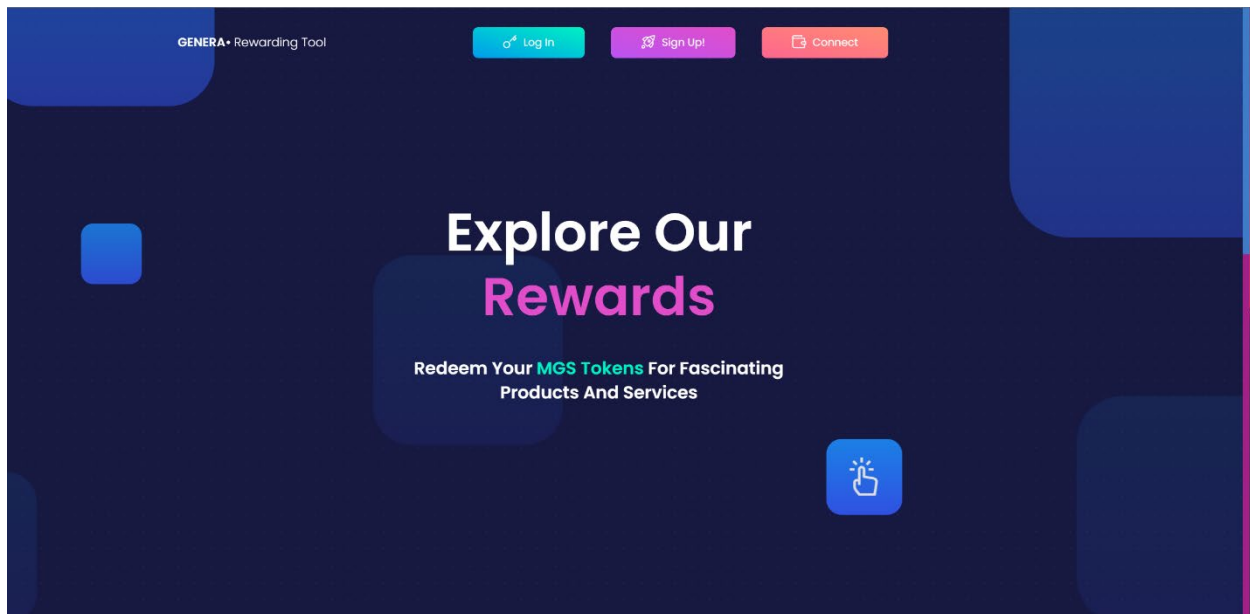 GENERA• Rewarding Tool
Log In
Sign Up!
Connect
Explore Our
Rewards
Redeem Your MGS Tokens For Fascinating
Products And Services